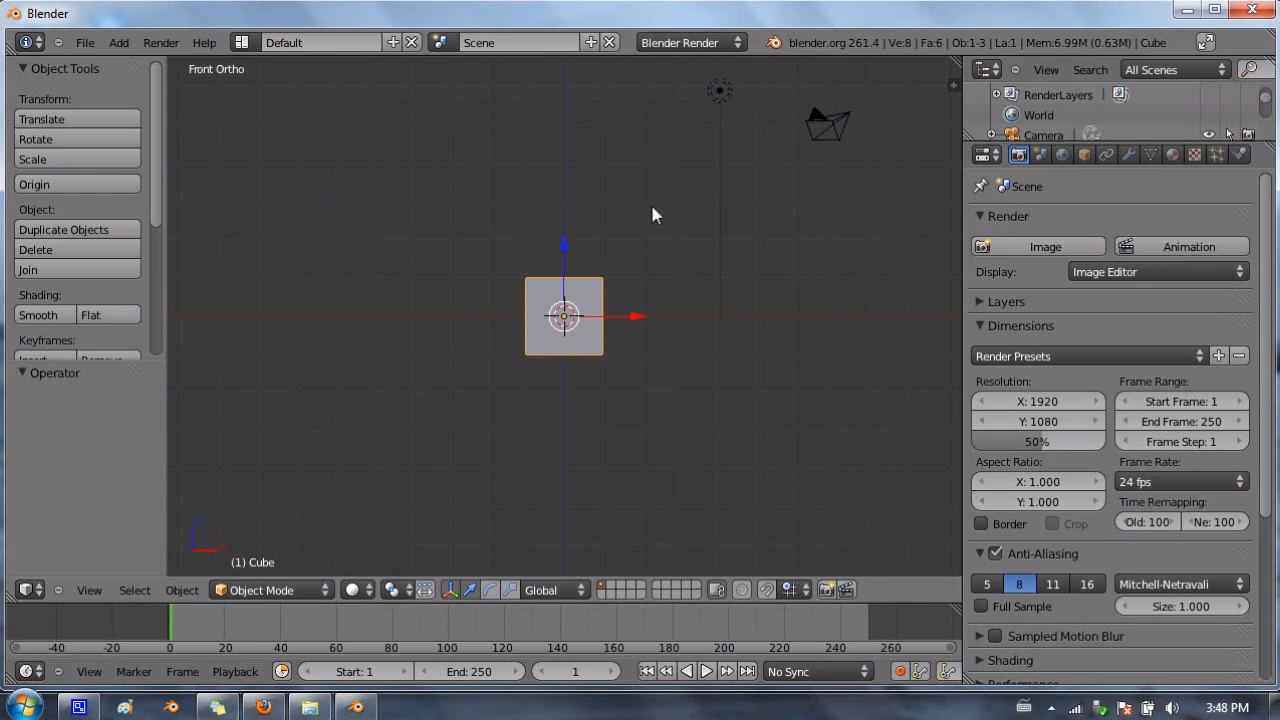 Blender
File Add Render Help Default Scene Blender Render blender.org 261.4 | Ve:8 | Fa:6 | Ob:1-3 | La:1 | Mem:6.99M (0.63M) | Cube
Object Tools
Transform:
Translate
Rotate
Scale
Origin
Object:
Duplicate Objects
Delete
Join
Shading:
Smooth Flat
Keyframes:
Operator
Front Ortho
(1) Cube
View Select Object Object Mode Global
-40 -20 0 20 40 60 80 100 120 140 160 180 200 220 240 260
View Marker Frame Playback Start: 1 End: 250 1 No Sync
View Search All Scenes
RenderLayers
World
Camera
Scene
Render
Image Animation
Display: Image Editor
Layers
Dimensions
Render Presets
Resolution: Frame Range:
X: 1920 Start Frame: 1
Y: 1080 End Frame: 250
50% Frame Step: 1
Aspect Ratio: Frame Rate:
X: 1.000 24 fps
Y: 1.000 Time Remapping:
Border Crop Old: 100 Ne: 100
Anti-Aliasing
5 8 11 16 Mitchell-Netravali
Full Sample Size: 1.000
Sampled Motion Blur
Shading
3:48 PM